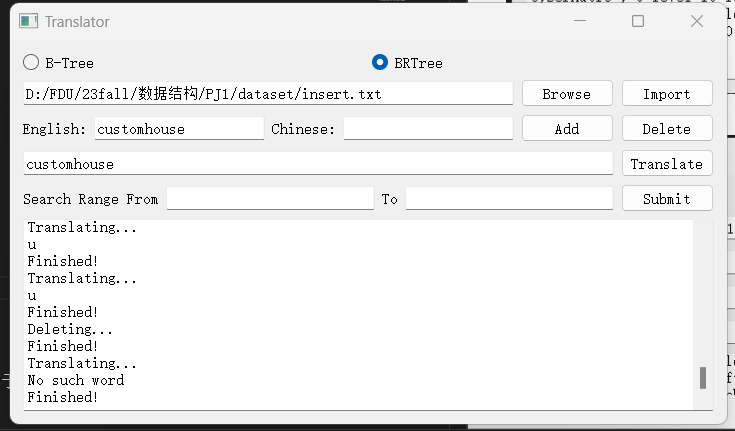 Translator
B-Tree BRTree
D:/FDU/23fall/数据结构/PJ1/dataset/insert.txt Browse Import
English: customhouse Chinese: Add Delete
customhouse Translate
Search Range From To Submit
Translating...
u
Finished!
Translating...
u
Finished!
Deleting...
Finished!
Translating...
No such word
Finished!